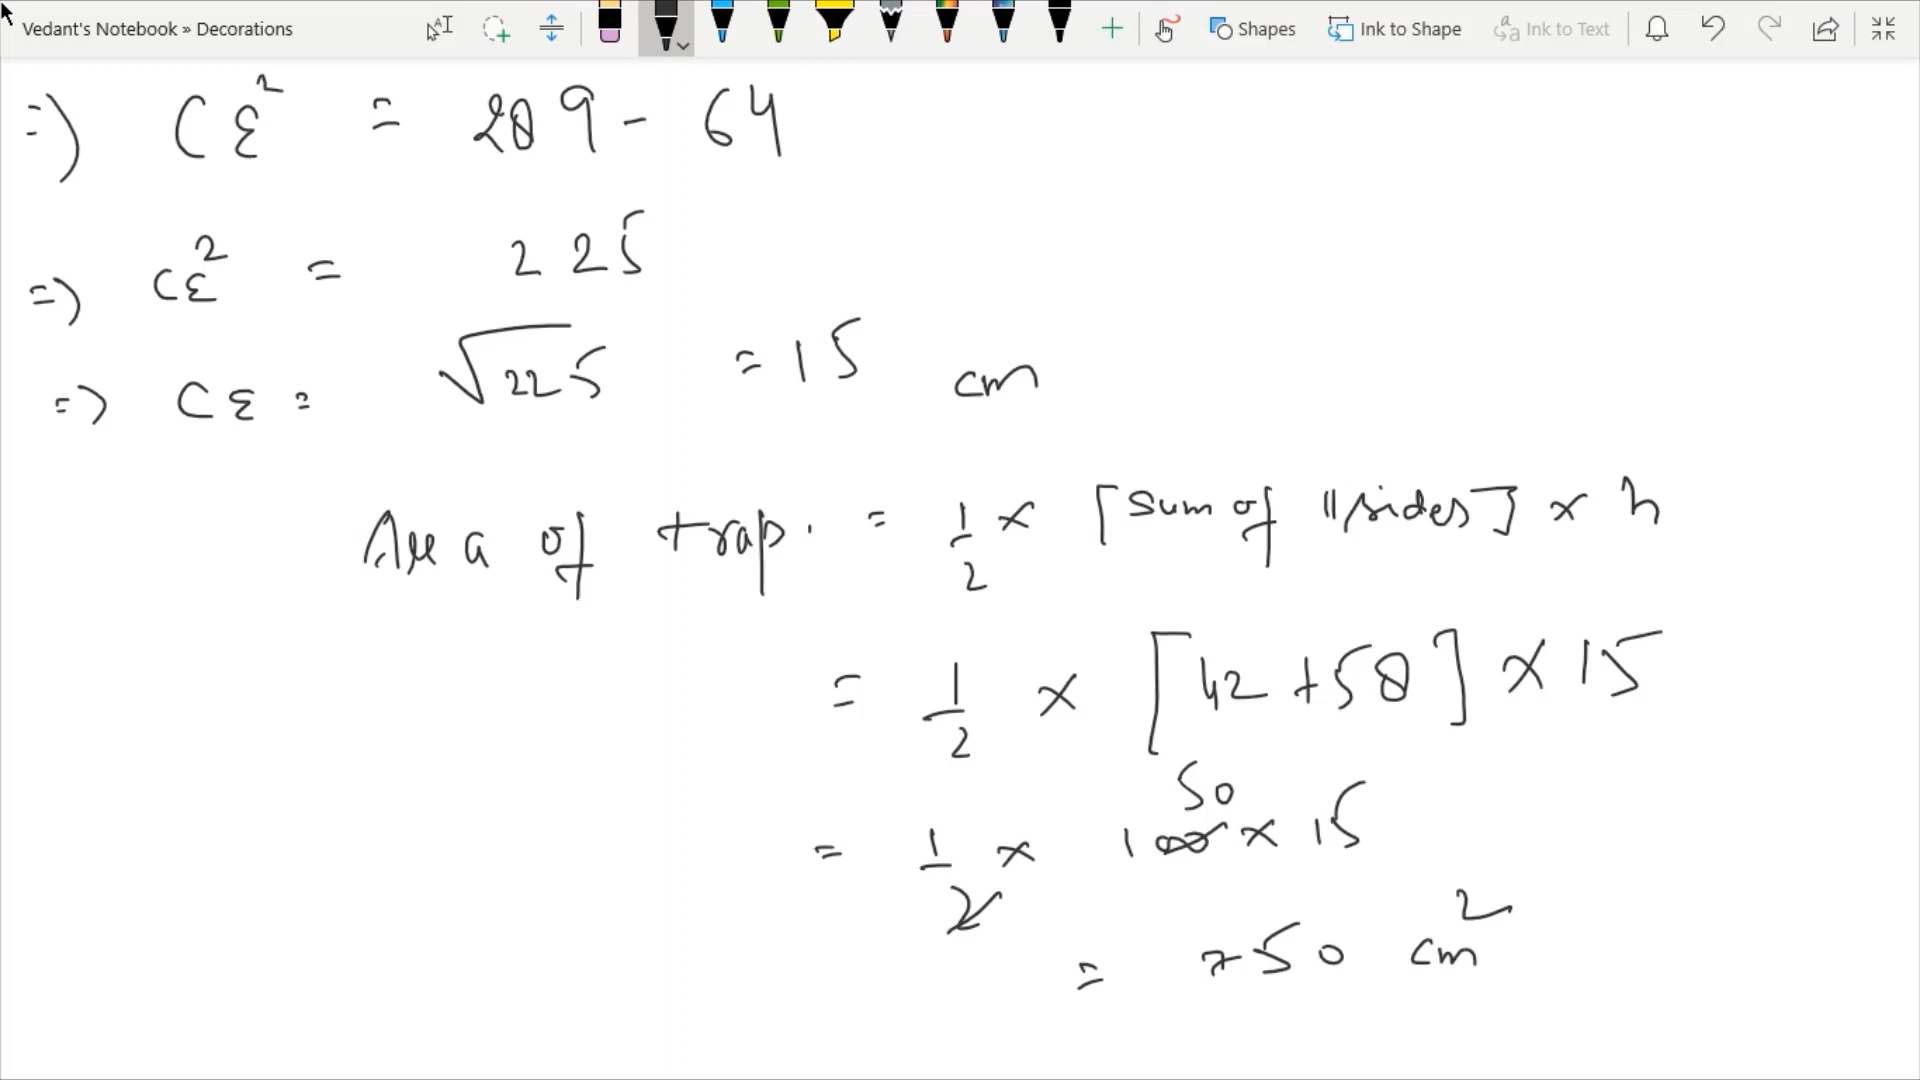 Vedant's Notebook » Decorations
Shapes
Ink to Shape
Ink to Text
=> CE² = 289 - 64
=> CE² = 225
=> CE = √225 = 15 cm
Area of trap. = 1/2 × [Sum of ||sides] × h
= 1/2 × [42 + 58] × 15
50
= 1/2 × 100 × 15
= 750 cm²